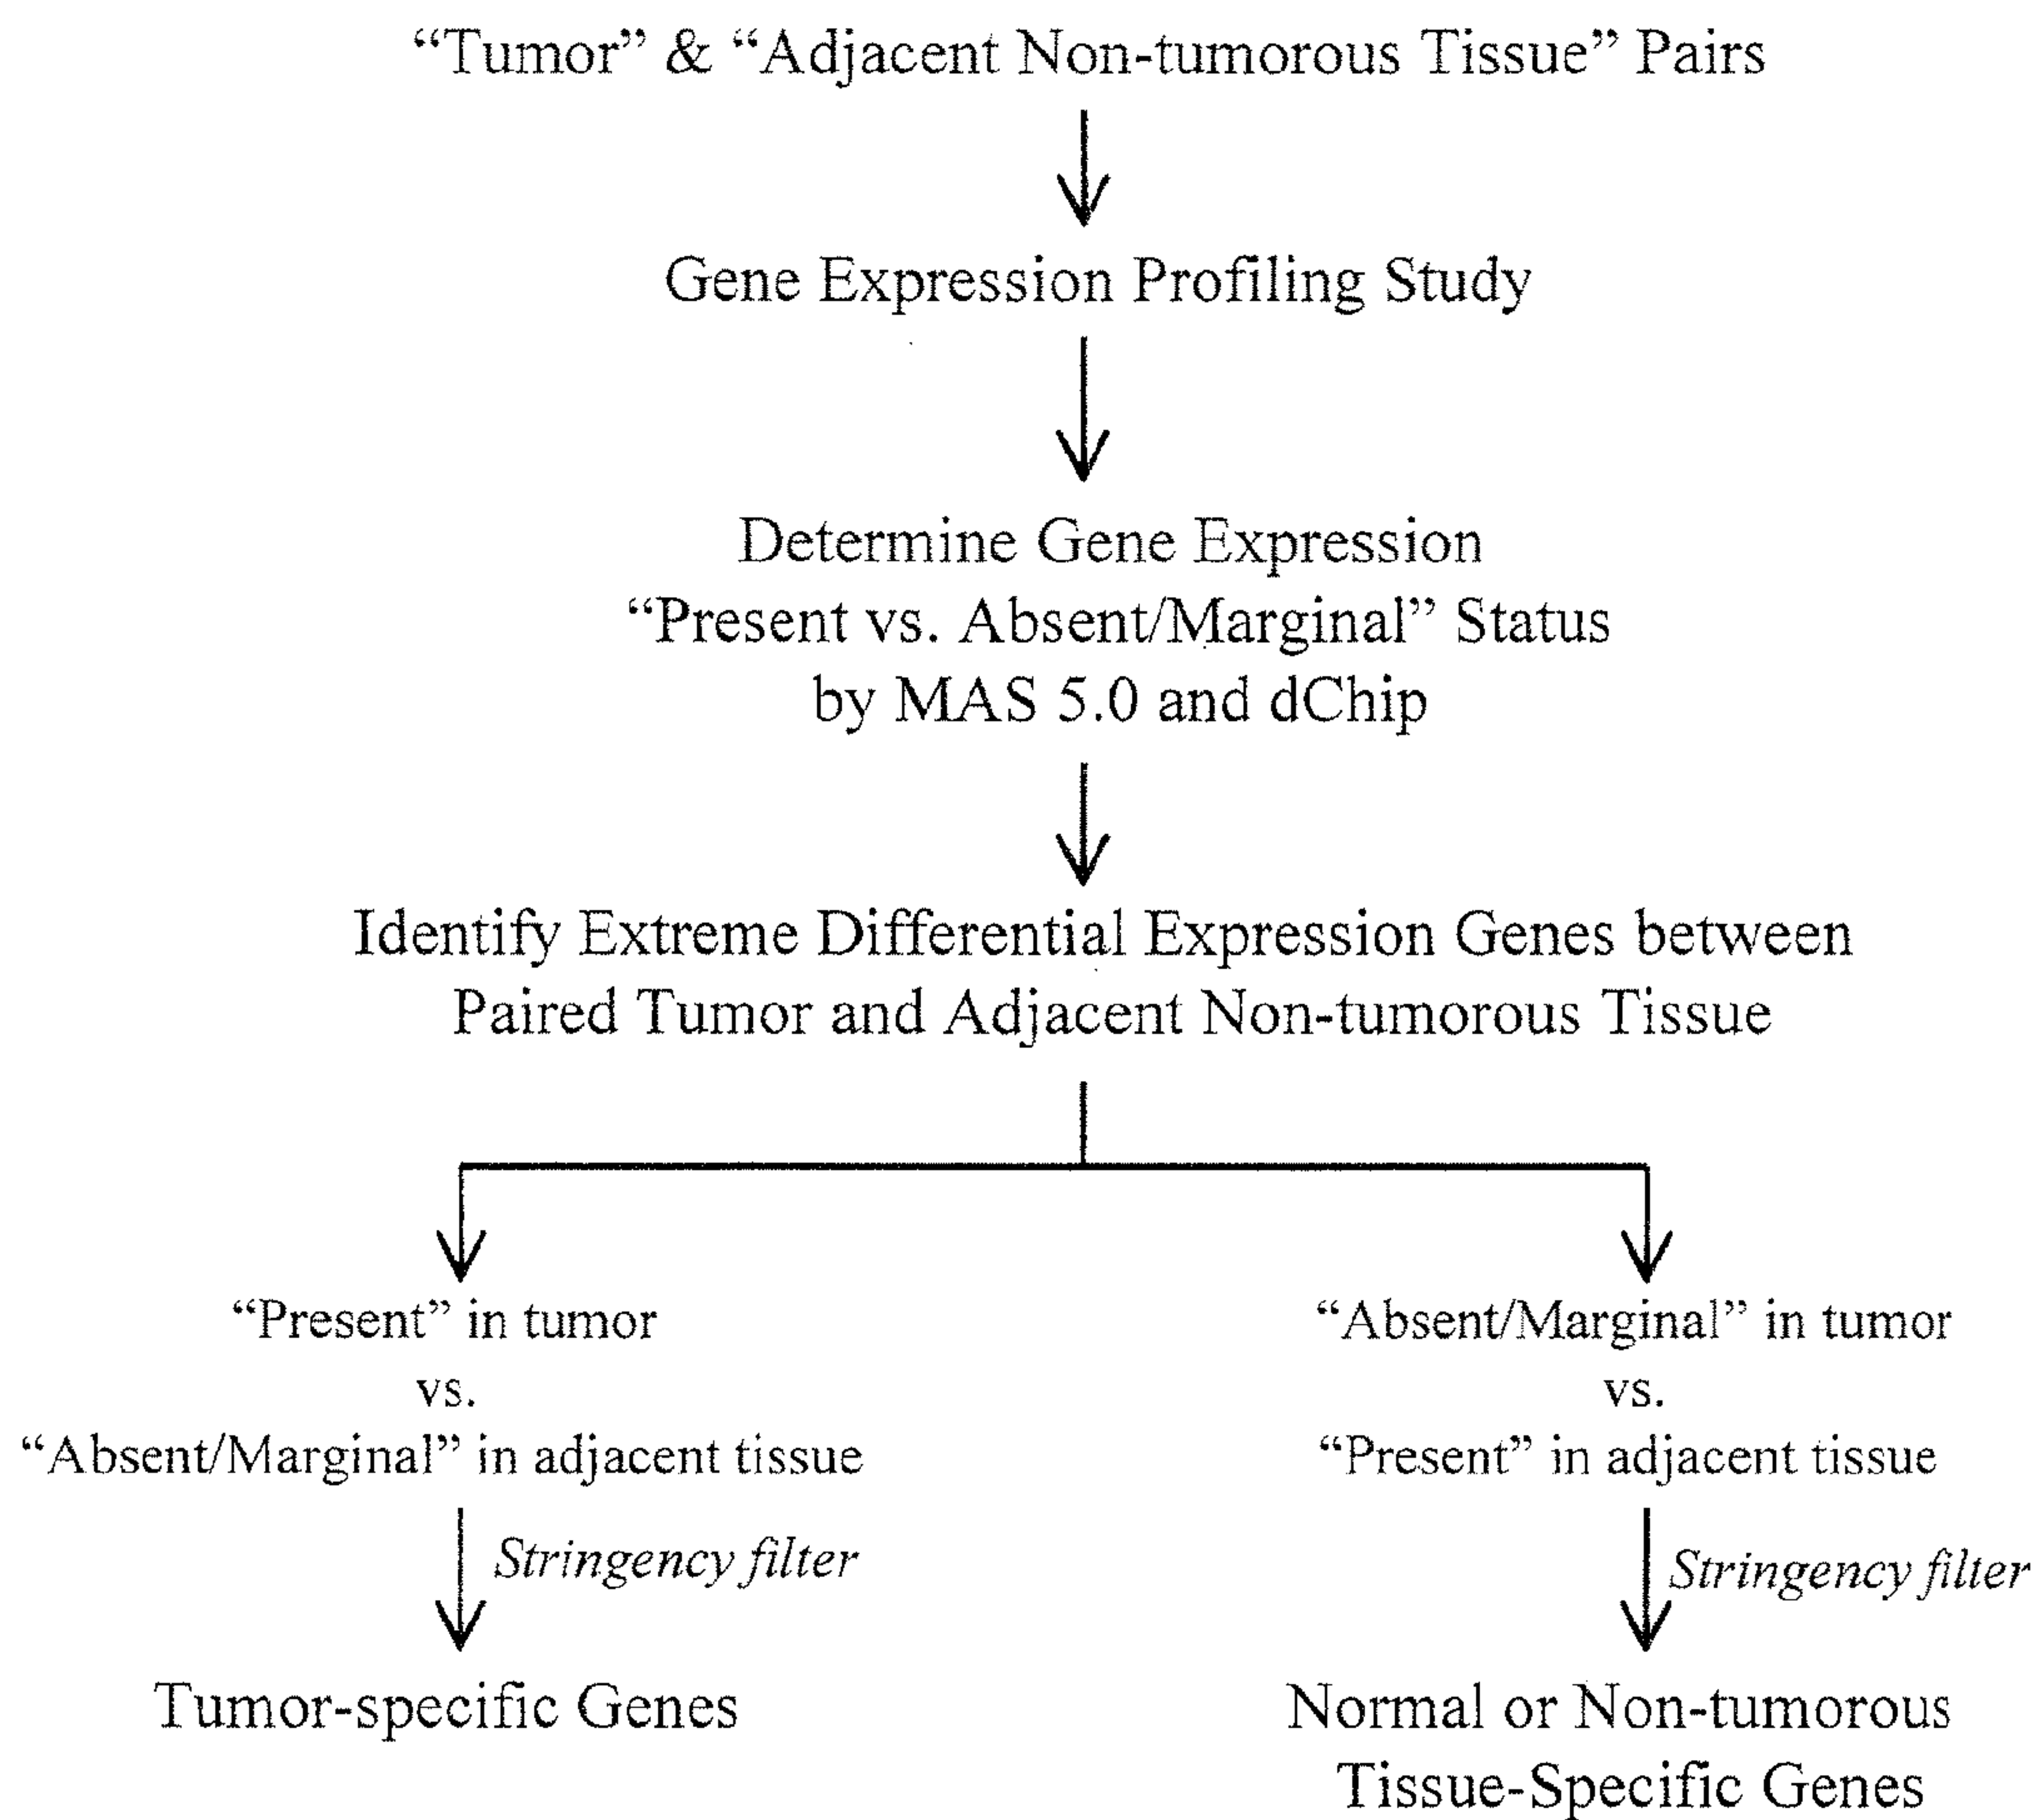 “Tumor” & “Adjacent Non-tumorous Tissue” Pairs
Gene Expression Profiling Study
Determine Gene Expression
“Present vs. Absent/Marginal” Status
by MAS 5.0 and dChip
Identify Extreme Differential Expression Genes between
Paired Tumor and Adjacent Non-tumorous Tissue
“Present” in tumor
vs.
“Absent/Marginal” in adjacent tissue
Stringency filter
Tumor-specific Genes
“Absent/Marginal” in tumor
vs.
“Present” in adjacent tissue
Stringency filter
Normal or Non-tumorous
Tissue-Specific Genes